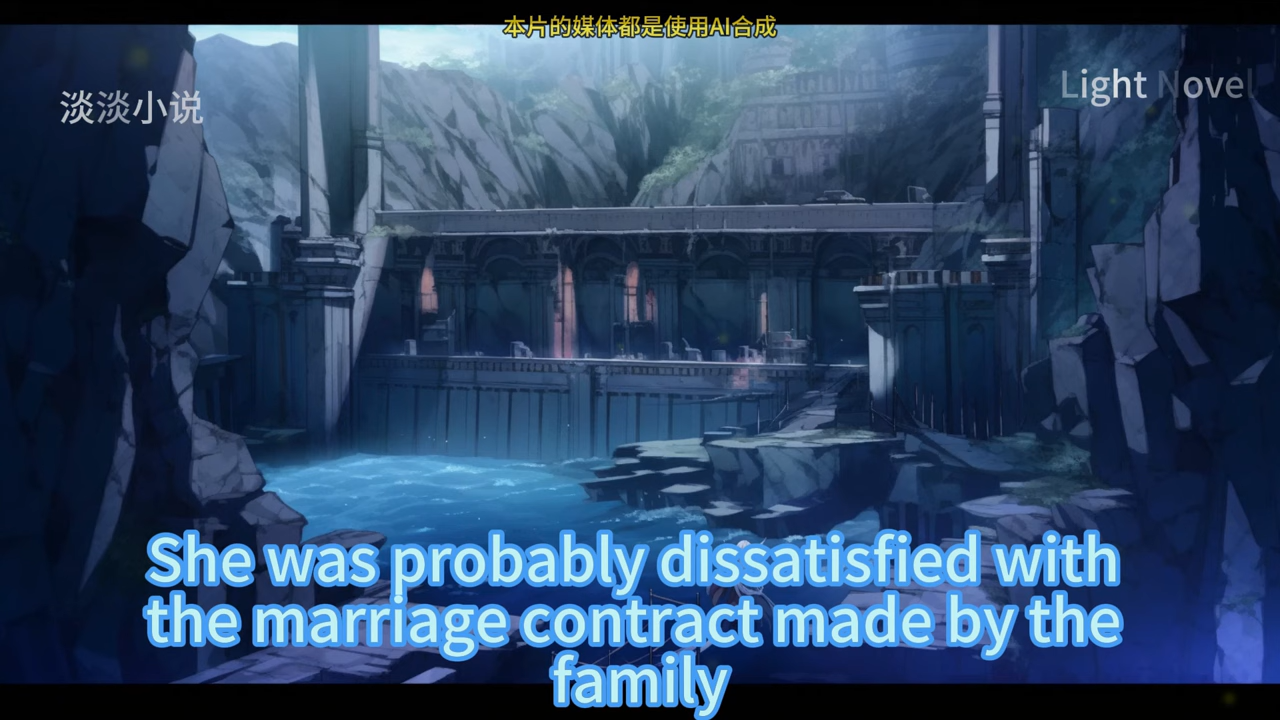 本片的媒体都是使用AI合成
淡淡小说
Light Novel
She was probably dissatisfied with
the marriage contract made by the
family